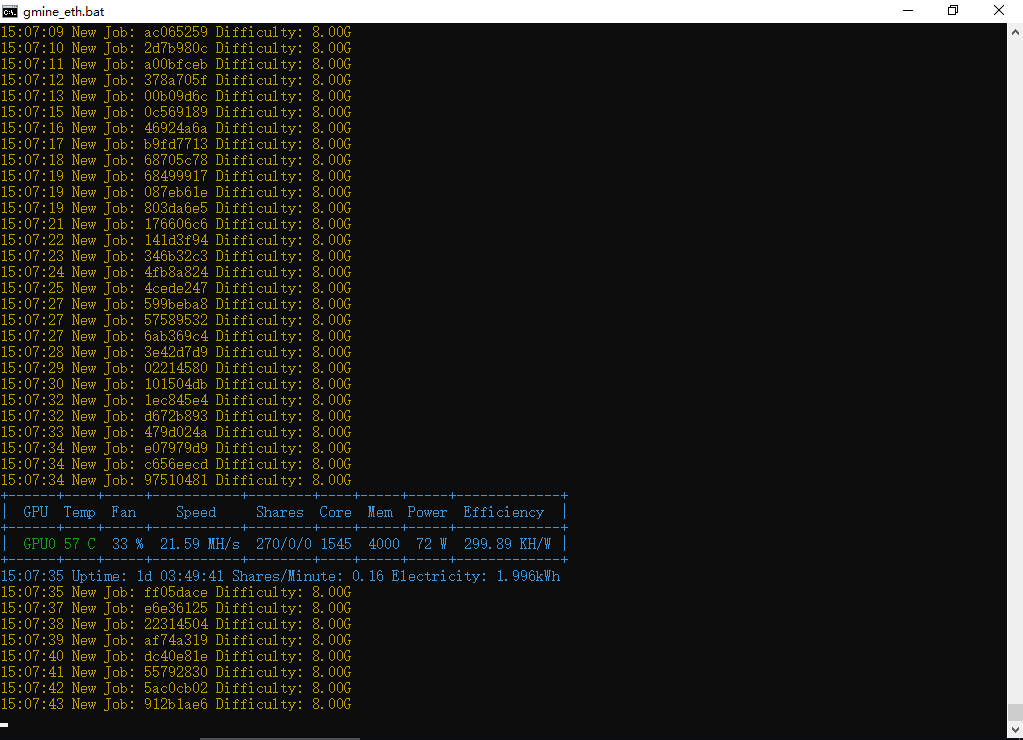 gmine_eth.bat
15:07:09 New Job: ac065259 Difficulty: 8.00G
15:07:10 New Job: 2d7b980c Difficulty: 8.00G
15:07:11 New Job: a00bfceb Difficulty: 8.00G
15:07:12 New Job: 378a705f Difficulty: 8.00G
15:07:13 New Job: 00b09d6c Difficulty: 8.00G
15:07:15 New Job: 0c569189 Difficulty: 8.00G
15:07:16 New Job: 46924a6a Difficulty: 8.00G
15:07:17 New Job: b9fd7713 Difficulty: 8.00G
15:07:18 New Job: 68705c78 Difficulty: 8.00G
15:07:19 New Job: 68499917 Difficulty: 8.00G
15:07:19 New Job: 087eb61e Difficulty: 8.00G
15:07:19 New Job: 803da6e5 Difficulty: 8.00G
15:07:21 New Job: 176606c6 Difficulty: 8.00G
15:07:22 New Job: 141d3f94 Difficulty: 8.00G
15:07:23 New Job: 346b32c3 Difficulty: 8.00G
15:07:24 New Job: 4fb8a824 Difficulty: 8.00G
15:07:25 New Job: 4cede247 Difficulty: 8.00G
15:07:27 New Job: 599beba8 Difficulty: 8.00G
15:07:27 New Job: 57589532 Difficulty: 8.00G
15:07:27 New Job: 6ab369c4 Difficulty: 8.00G
15:07:28 New Job: 3e42d7d9 Difficulty: 8.00G
15:07:29 New Job: 02214580 Difficulty: 8.00G
15:07:30 New Job: 101504db Difficulty: 8.00G
15:07:32 New Job: 1ec845e4 Difficulty: 8.00G
15:07:32 New Job: d672b893 Difficulty: 8.00G
15:07:33 New Job: 479d024a Difficulty: 8.00G
15:07:34 New Job: e07979d9 Difficulty: 8.00G
15:07:34 New Job: c656eecd Difficulty: 8.00G
15:07:34 New Job: 97510481 Difficulty: 8.00G
GPU Temp Fan Speed Shares Core Mem Power Efficiency
GPU0 57 C 33 % 21.59 MH/s 270/0/0 1545 4000 72 W 299.89 KH/W
15:07:35 Uptime: 1d 03:49:41 Shares/Minute: 0.16 Electricity: 1.996kWh
15:07:35 New Job: ff05dace Difficulty: 8.00G
15:07:37 New Job: e6e36125 Difficulty: 8.00G
15:07:38 New Job: 22314504 Difficulty: 8.00G
15:07:39 New Job: af74a319 Difficulty: 8.00G
15:07:40 New Job: dc40e81e Difficulty: 8.00G
15:07:41 New Job: 55792830 Difficulty: 8.00G
15:07:42 New Job: 5ac0cb02 Difficulty: 8.00G
15:07:43 New Job: 912b1ae6 Difficulty: 8.00G